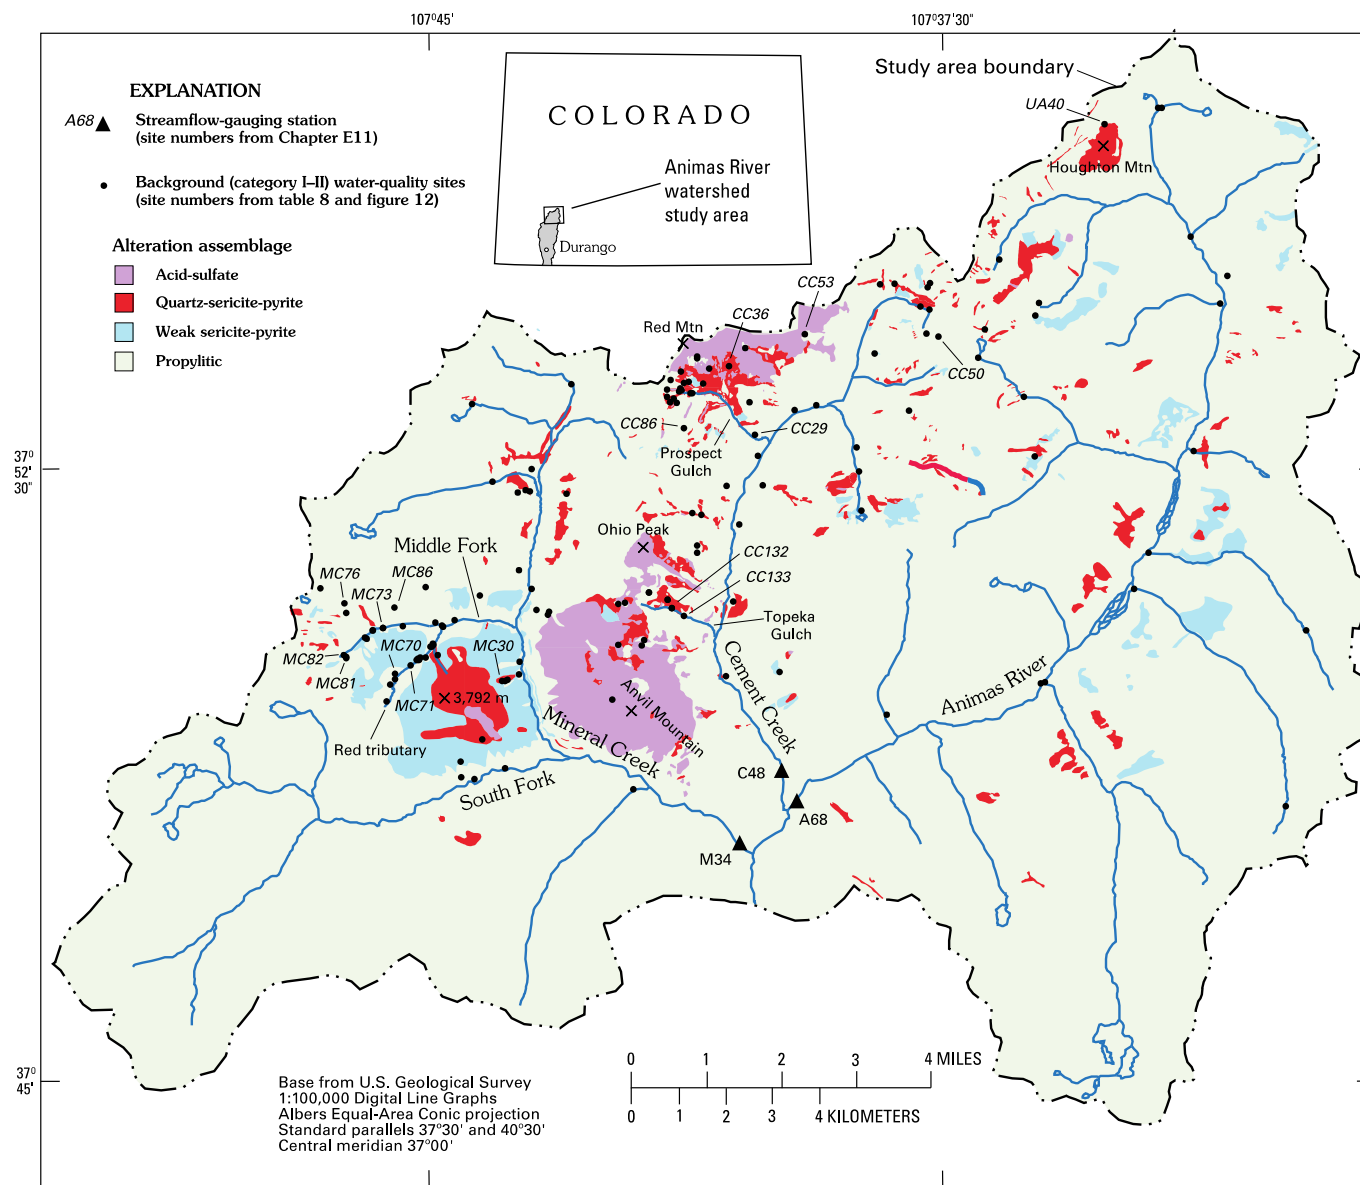 107º45'
107º37'30"
EXPLANATION
A68 Streamflow-gauging station
(site numbers from Chapter E11)
Background (category I–II) water-quality sites
(site numbers from table 8 and figure 12)
Alteration assemblage
Acid-sulfate
Quartz-sericite-pyrite
Weak sericite-pyrite
Propylitic
COLORADO
Animas River
watershed
study area
Durango
Study area boundary
UA40
Houghton Mtn
CC53
CC36
Red Mtn
CC50
CC86
CC29
Prospect
Gulch
37º
52'
30"
Ohio Peak
Middle Fork
CC132
CC133
MC76
MC86
MC73
Topeka
Gulch
MC70
MC30
MC82
MC81
MC71
3,792 m
Anvil Mountain
Cement Creek
Animas River
Red tributary
Mineral Creek
South Fork
C48
A68
M34
37º
45'
0 1 2 3 4 MILES
0 1 2 3 4 KILOMETERS
Base from U.S. Geological Survey
1:100,000 Digital Line Graphs
Albers Equal-Area Conic projection
Standard parallels 37°30' and 40°30'
Central meridian 37°00'